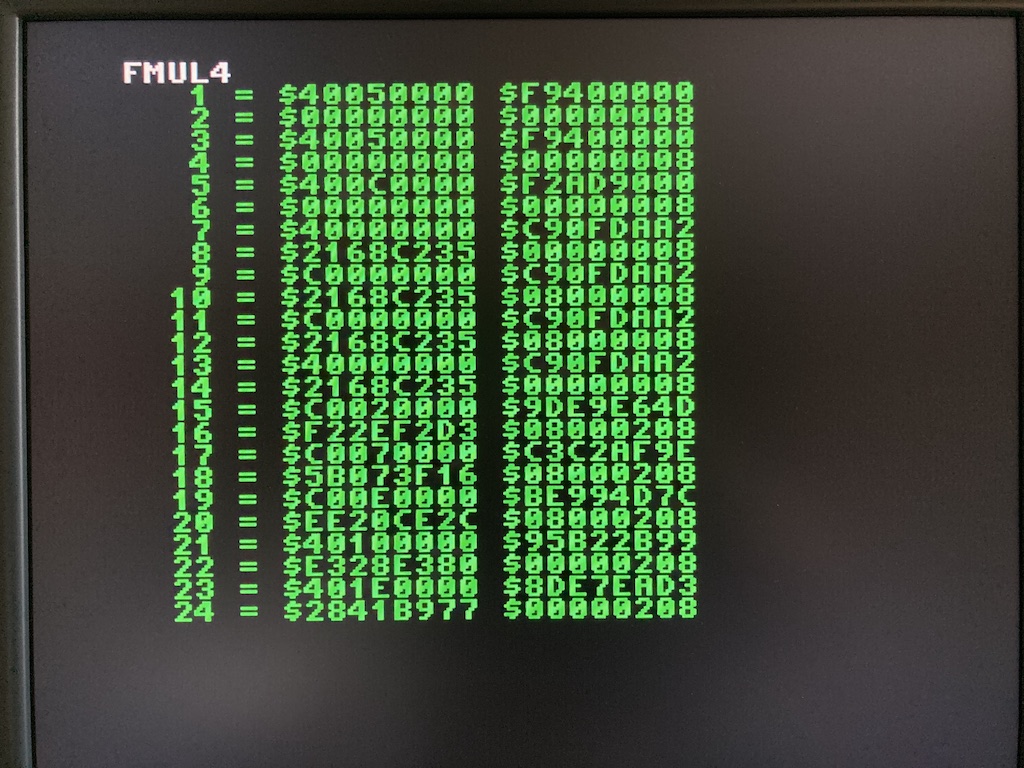 FMUL4
1 = $40050000 $F9400000
2 = $00000000 $00000008
3 = $40050000 $F9400000
4 = $00000000 $00000008
5 = $400C0000 $F2AD9000
6 = $00000000 $00000008
7 = $40000000 $C90FDAA2
8 = $2168C235 $00000008
9 = $C0000000 $C90FDAA2
10 = $2168C235 $08000008
11 = $C0000000 $C90FDAA2
12 = $2168C235 $08000008
13 = $40000000 $C90FDAA2
14 = $2168C235 $00000008
15 = $C0020000 $9DE9E64D
16 = $F22EF2D3 $08000208
17 = $C0070000 $C3C2AF9E
18 = $5B073F16 $08000208
19 = $C00E0000 $BE994D7C
20 = $EE20CE2C $08000208
21 = $40100000 $95B22B99
22 = $E328E380 $00000208
23 = $401E0000 $8DE7EAD3
24 = $2841B977 $00000208